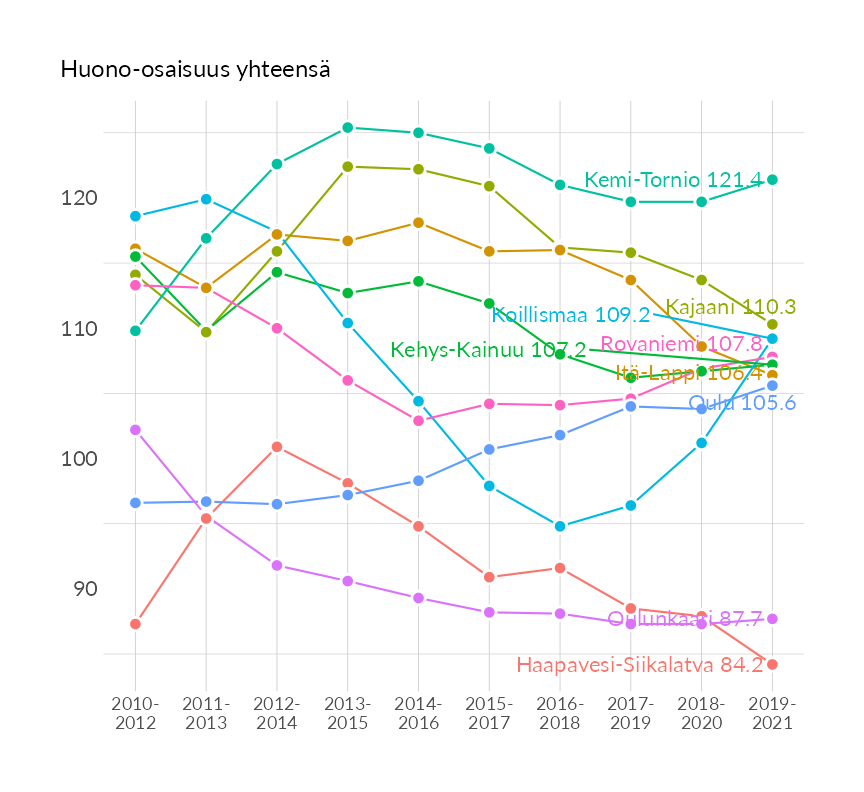 Huono-osaisuus yhteensä
120
110
100
90
Kemi-Tornio 121.4
Kajaani 110.3
Koillismaa 109.2
Rovaniemi 107.8
Kehys-Kainuu 107.2
Itä-Lappi 106.4
Oulu 105.6
Oulunkaari 87.7
Haapavesi-Siikalatva 84.2
2010- 2011- 2012- 2013- 2014- 2015- 2016- 2017- 2018- 2019-
2012 2013 2014 2015 2016 2017 2018 2019 2020 2021